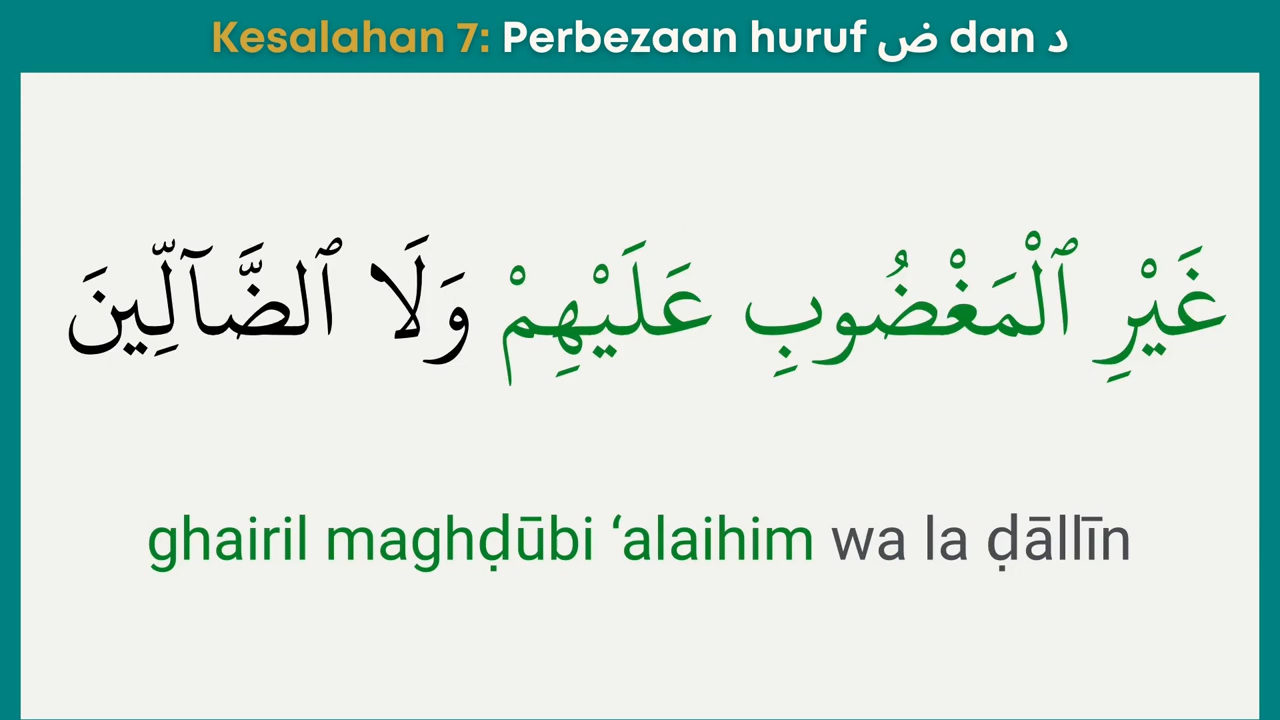 Kesalahan 7: Perbezaan huruf ض dan د
غَيْرِ ٱلْمَغْضُوبِ عَلَيْهِمْ وَلَا ٱلضَّآلِّينَ
ghairil maghḍūbi ‘alaihim wa la ḍāllīn